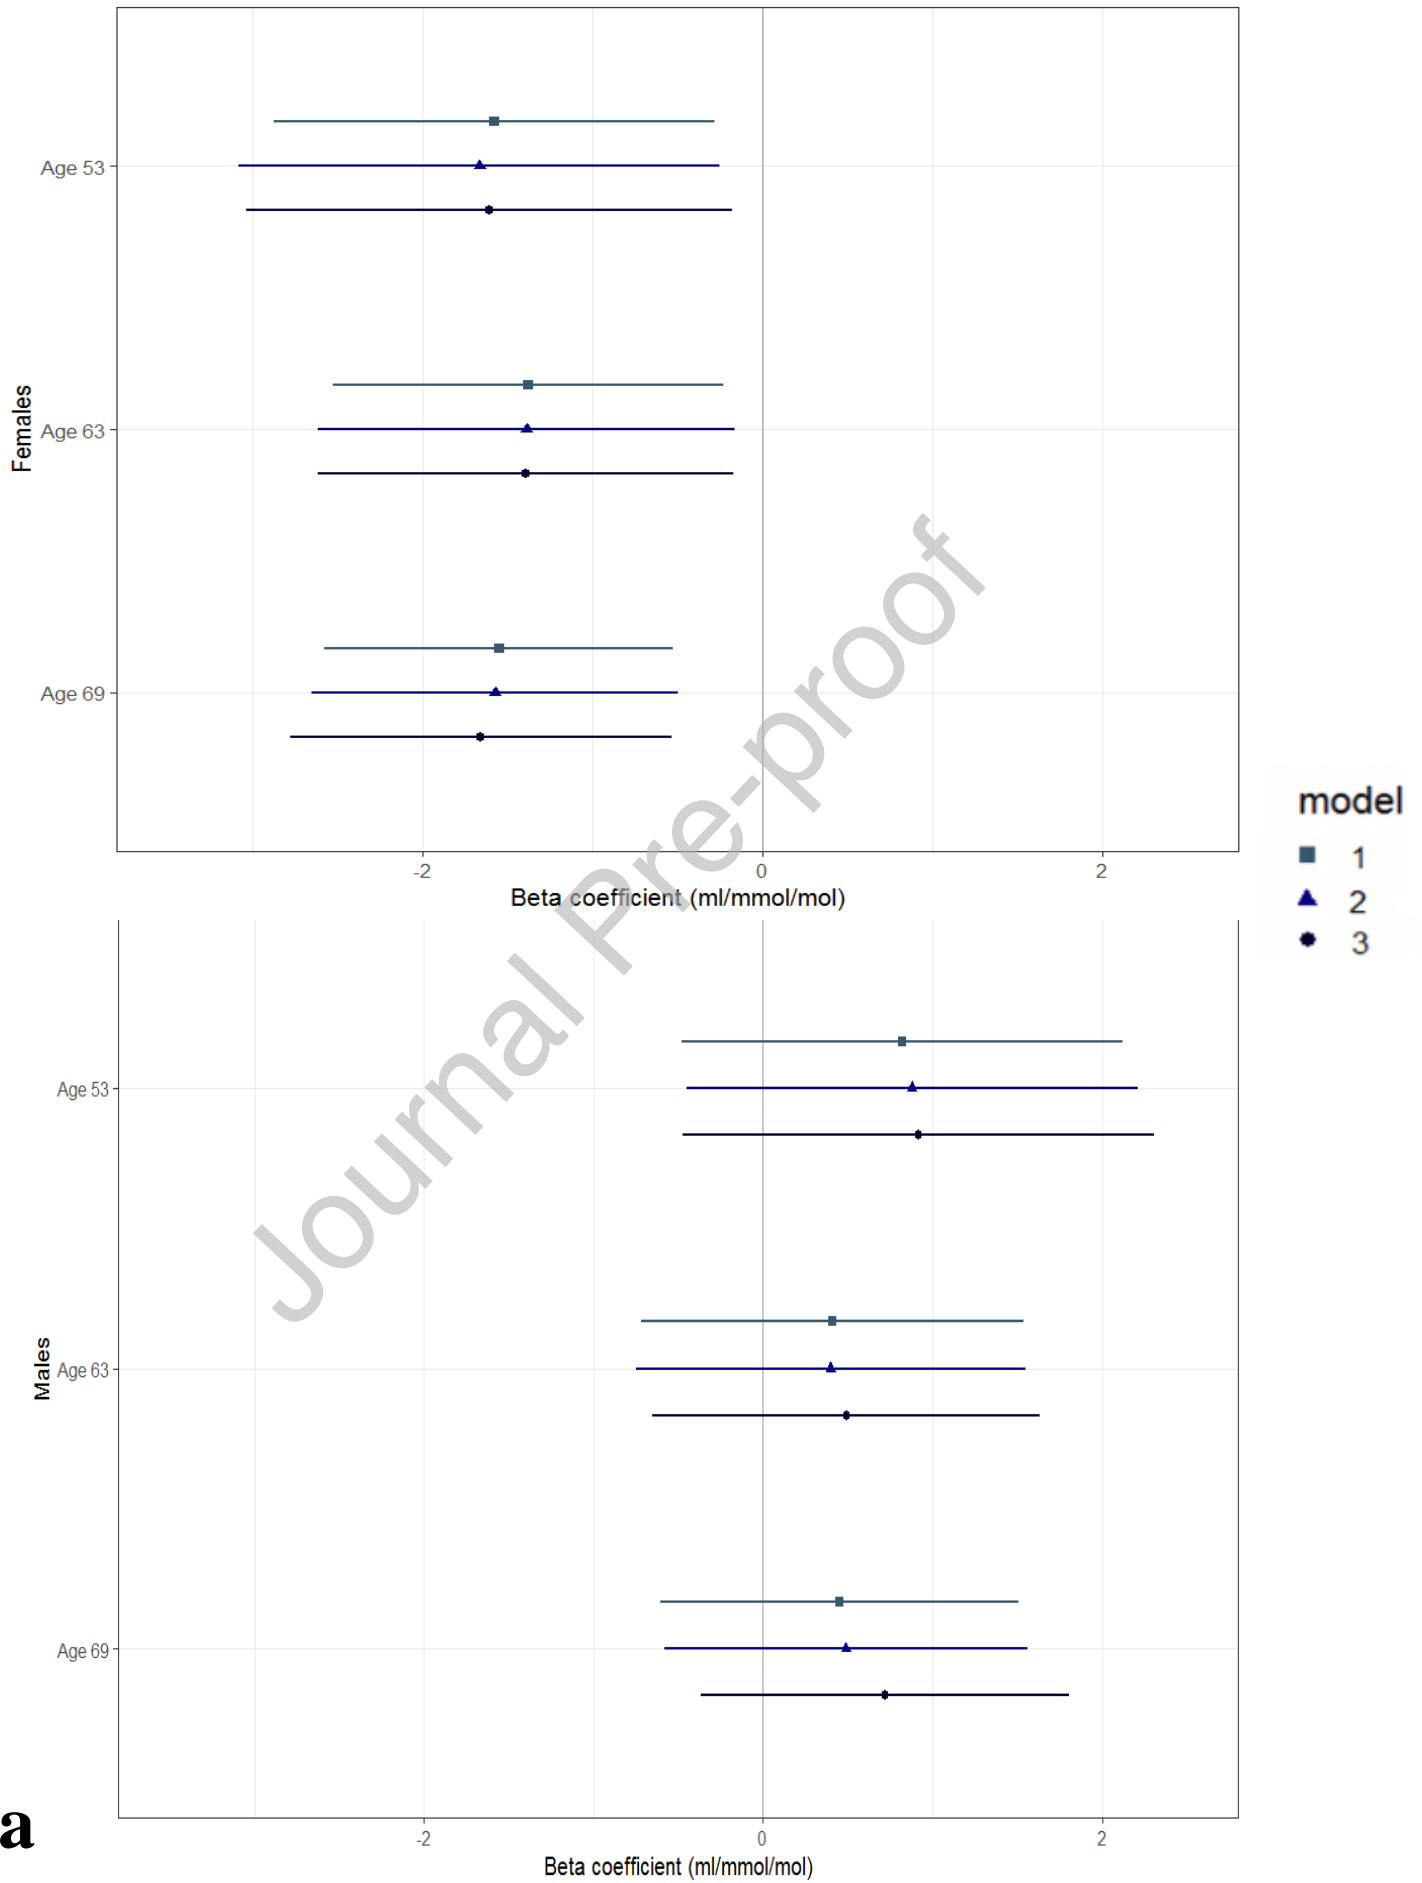 Females
Age 53
Age 63
Age 69
-2 0 2
Beta coefficient (ml/mmol/mol)
model
1
2
3
Journal Pre-proof
Males
Age 53
Age 63
Age 69
-2 0 2
Beta coefficient (ml/mmol/mol)
a